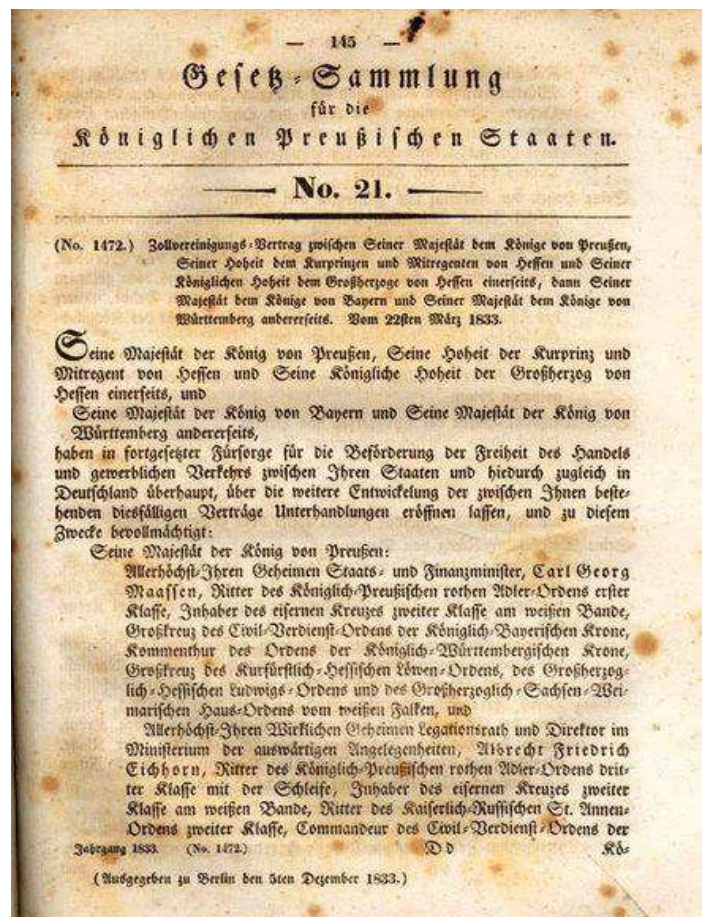 — 145 —
Gesetz-Sammlung
für die
Königlichen Preußischen Staaten.
No. 21.
(No. 1472.) Zollvereinigungs-Vertrag zwischen Seiner Majestät dem Könige von Preußen,
Seiner Hoheit dem Kurprinzen und Mitregenten von Hessen und Seiner
Königlichen Hoheit dem Großherzoge von Hessen einerseits, dann Seiner
Majestät dem Könige von Bayern und Seiner Majestät dem Könige von
Württemberg andererseits. Vom 22sten März 1833.
Seine Majestät der König von Preußen, Seine Hoheit der Kurprinz und
Mitregent von Hessen und Seine Königliche Hoheit der Großherzog von
Hessen einerseits, und
Seine Majestät der König von Bayern und Seine Majestät der König von
Württemberg andererseits,
haben in fortgesetzter Fürsorge für die Beförderung der Freiheit des Handels
und gewerblichen Verkehrs zwischen Ihren Staaten und hiedurch zugleich in
Deutschland überhaupt, über die weitere Entwickelung der zwischen Ihnen beste-
henden diesfälligen Verträge Unterhandlungen eröffnen lassen, und zu diesem
Zwecke bevollmächtigt:
Seine Majestät der König von Preußen:
Allerhöchst-Ihren Geheimen Staats- und Finanzminister, Carl Georg
Maassen, Ritter des Königlich-Preußischen rothen Adler-Ordens erster
Klasse, Inhaber des eisernen Kreuzes zweiter Klasse am weißen Bande,
Großkreuz des Civil-Verdienst-Ordens der Königlich-Bayerischen Krone,
Kommenthur des Ordens der Königlich-Württembergischen Krone,
Großkreuz des Kurfürstlich-Hessischen Löwen-Ordens, des Großherzog-
lich-Hessischen Ludwigs-Ordens und des Großherzoglich-Sachsen-Wei-
marischen Haus-Ordens vom weißen Falken, und
Allerhöchst-Ihren Wirklichen Geheimen Legationsrath und Direktor im
Ministerium der auswärtigen Angelegenheiten, Albrecht Friedrich
Eichhorn, Ritter des Königlich-Preußischen rothen Adler-Ordens drit-
ter Klasse mit der Schleife, Inhaber des eisernen Kreuzes zweiter
Klasse am weißen Bande, Ritter des Kaiserlich-Russischen St. Annen-
Ordens zweiter Klasse, Commandeur des Civil-Verdienst-Ordens der
Jahrgang 1833. (No. 1472.) D d Kö-
(Ausgegeben zu Berlin den 5ten Dezember 1833.)